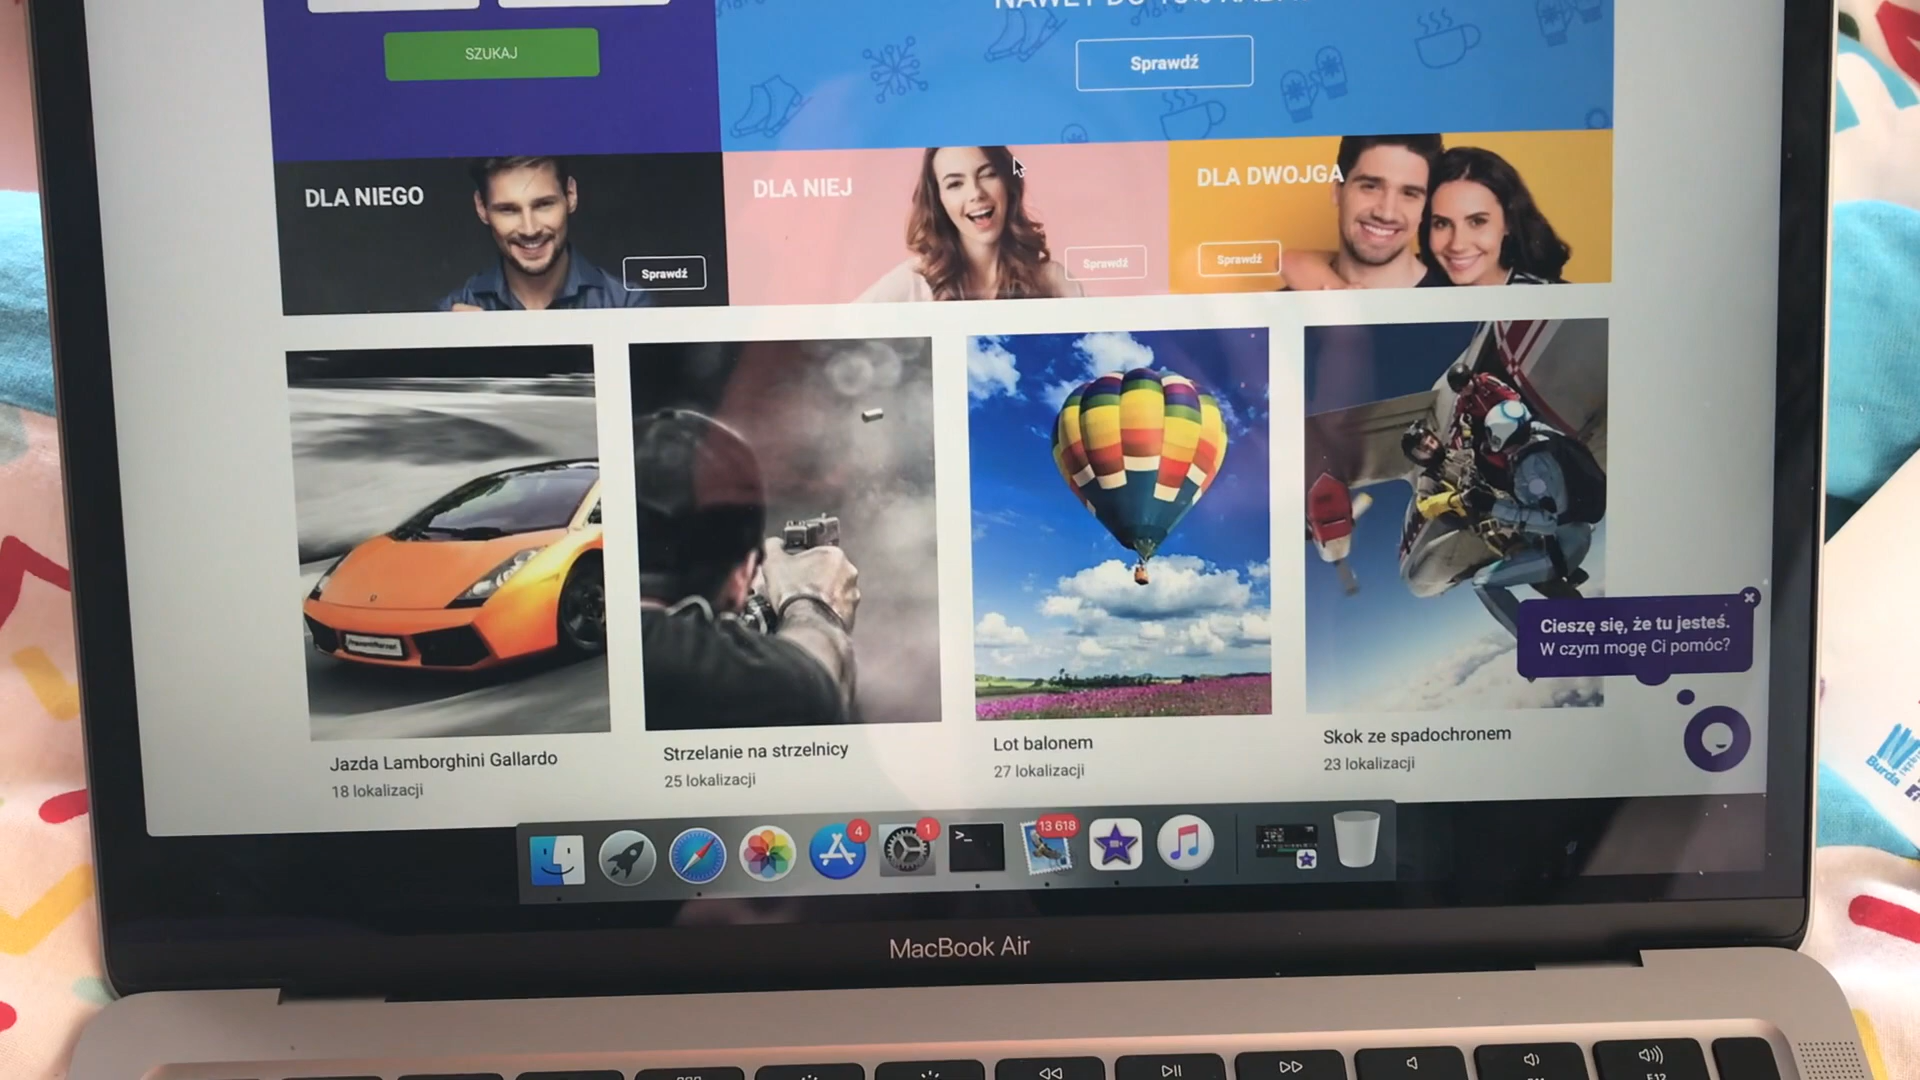 SZUKAJ
Sprawdź
DLA NIEGO
Sprawdź
DLA NIEJ
Sprawdź
DLA DWOJGA
Sprawdź
Jazda Lamborghini Gallardo
18 lokalizacji
Strzelanie na strzelnicy
25 lokalizacji
Lot balonem
27 lokalizacji
Skok ze spadochronem
23 lokalizacji
Cieszę się, że tu jesteś.
W czym mogę Ci pomóc?
4
1
13 618
MacBook Air
Burda
F12